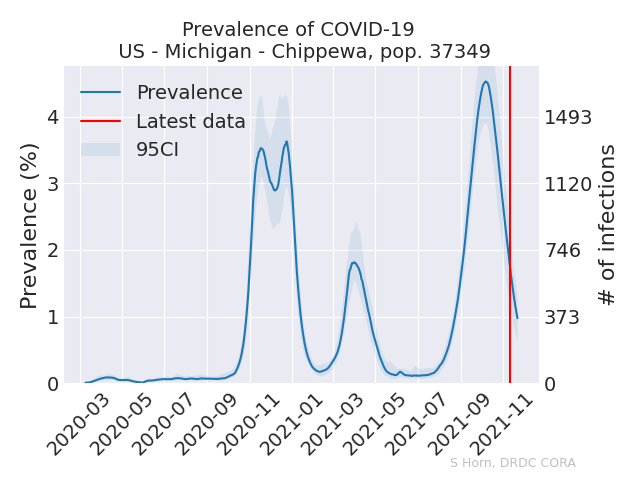 Prevalence of COVID-19
US - Michigan - Chippewa, pop. 37349
Prevalence
Latest data
95CI
Prevalence (%)
4
3
2
1
0
1493
1120
746
373
0
# of infections
2020-03
2020-05
2020-07
2020-09
2020-11
2021-01
2021-03
2021-05
2021-07
2021-09
2021-11
S Horn, DRDC CORA